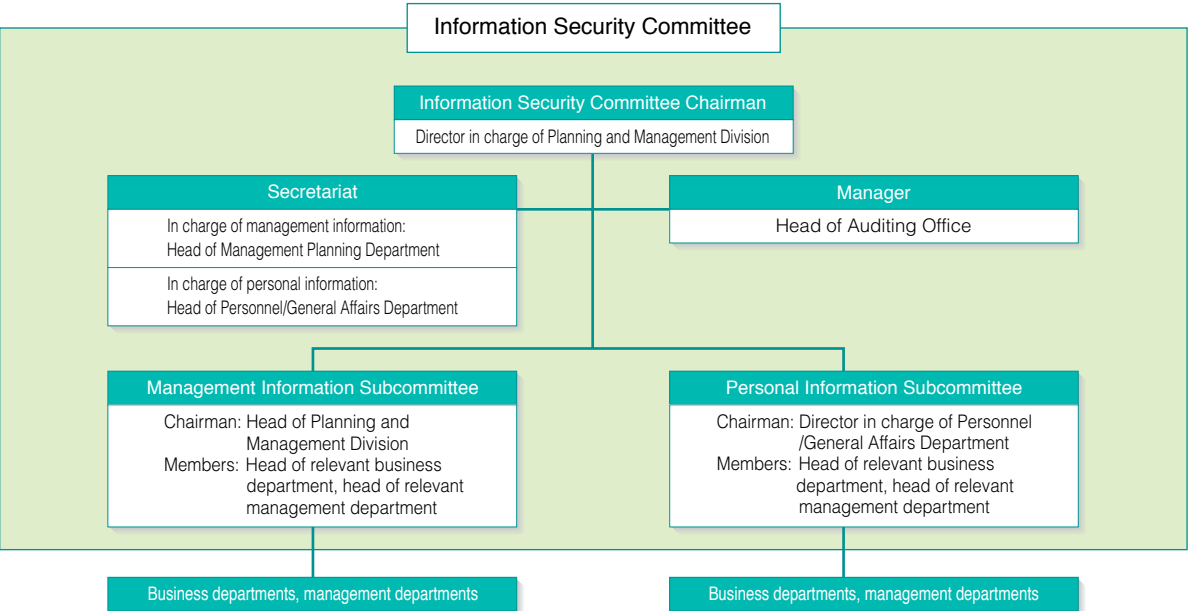 Information Security Committee
Information Security Committee Chairman
Director in charge of Planning and Management Division
Secretariat
In charge of management information:
Head of Management Planning Department
In charge of personal information:
Head of Personnel/General Affairs Department
Manager
Head of Auditing Office
Management Information Subcommittee
Chairman: Head of Planning and
Management Division
Members: Head of relevant business
department, head of relevant
management department
Personal Information Subcommittee
Chairman: Director in charge of Personnel
/General Affairs Department
Members: Head of relevant business
department, head of relevant
management department
Business departments, management departments
Business departments, management departments